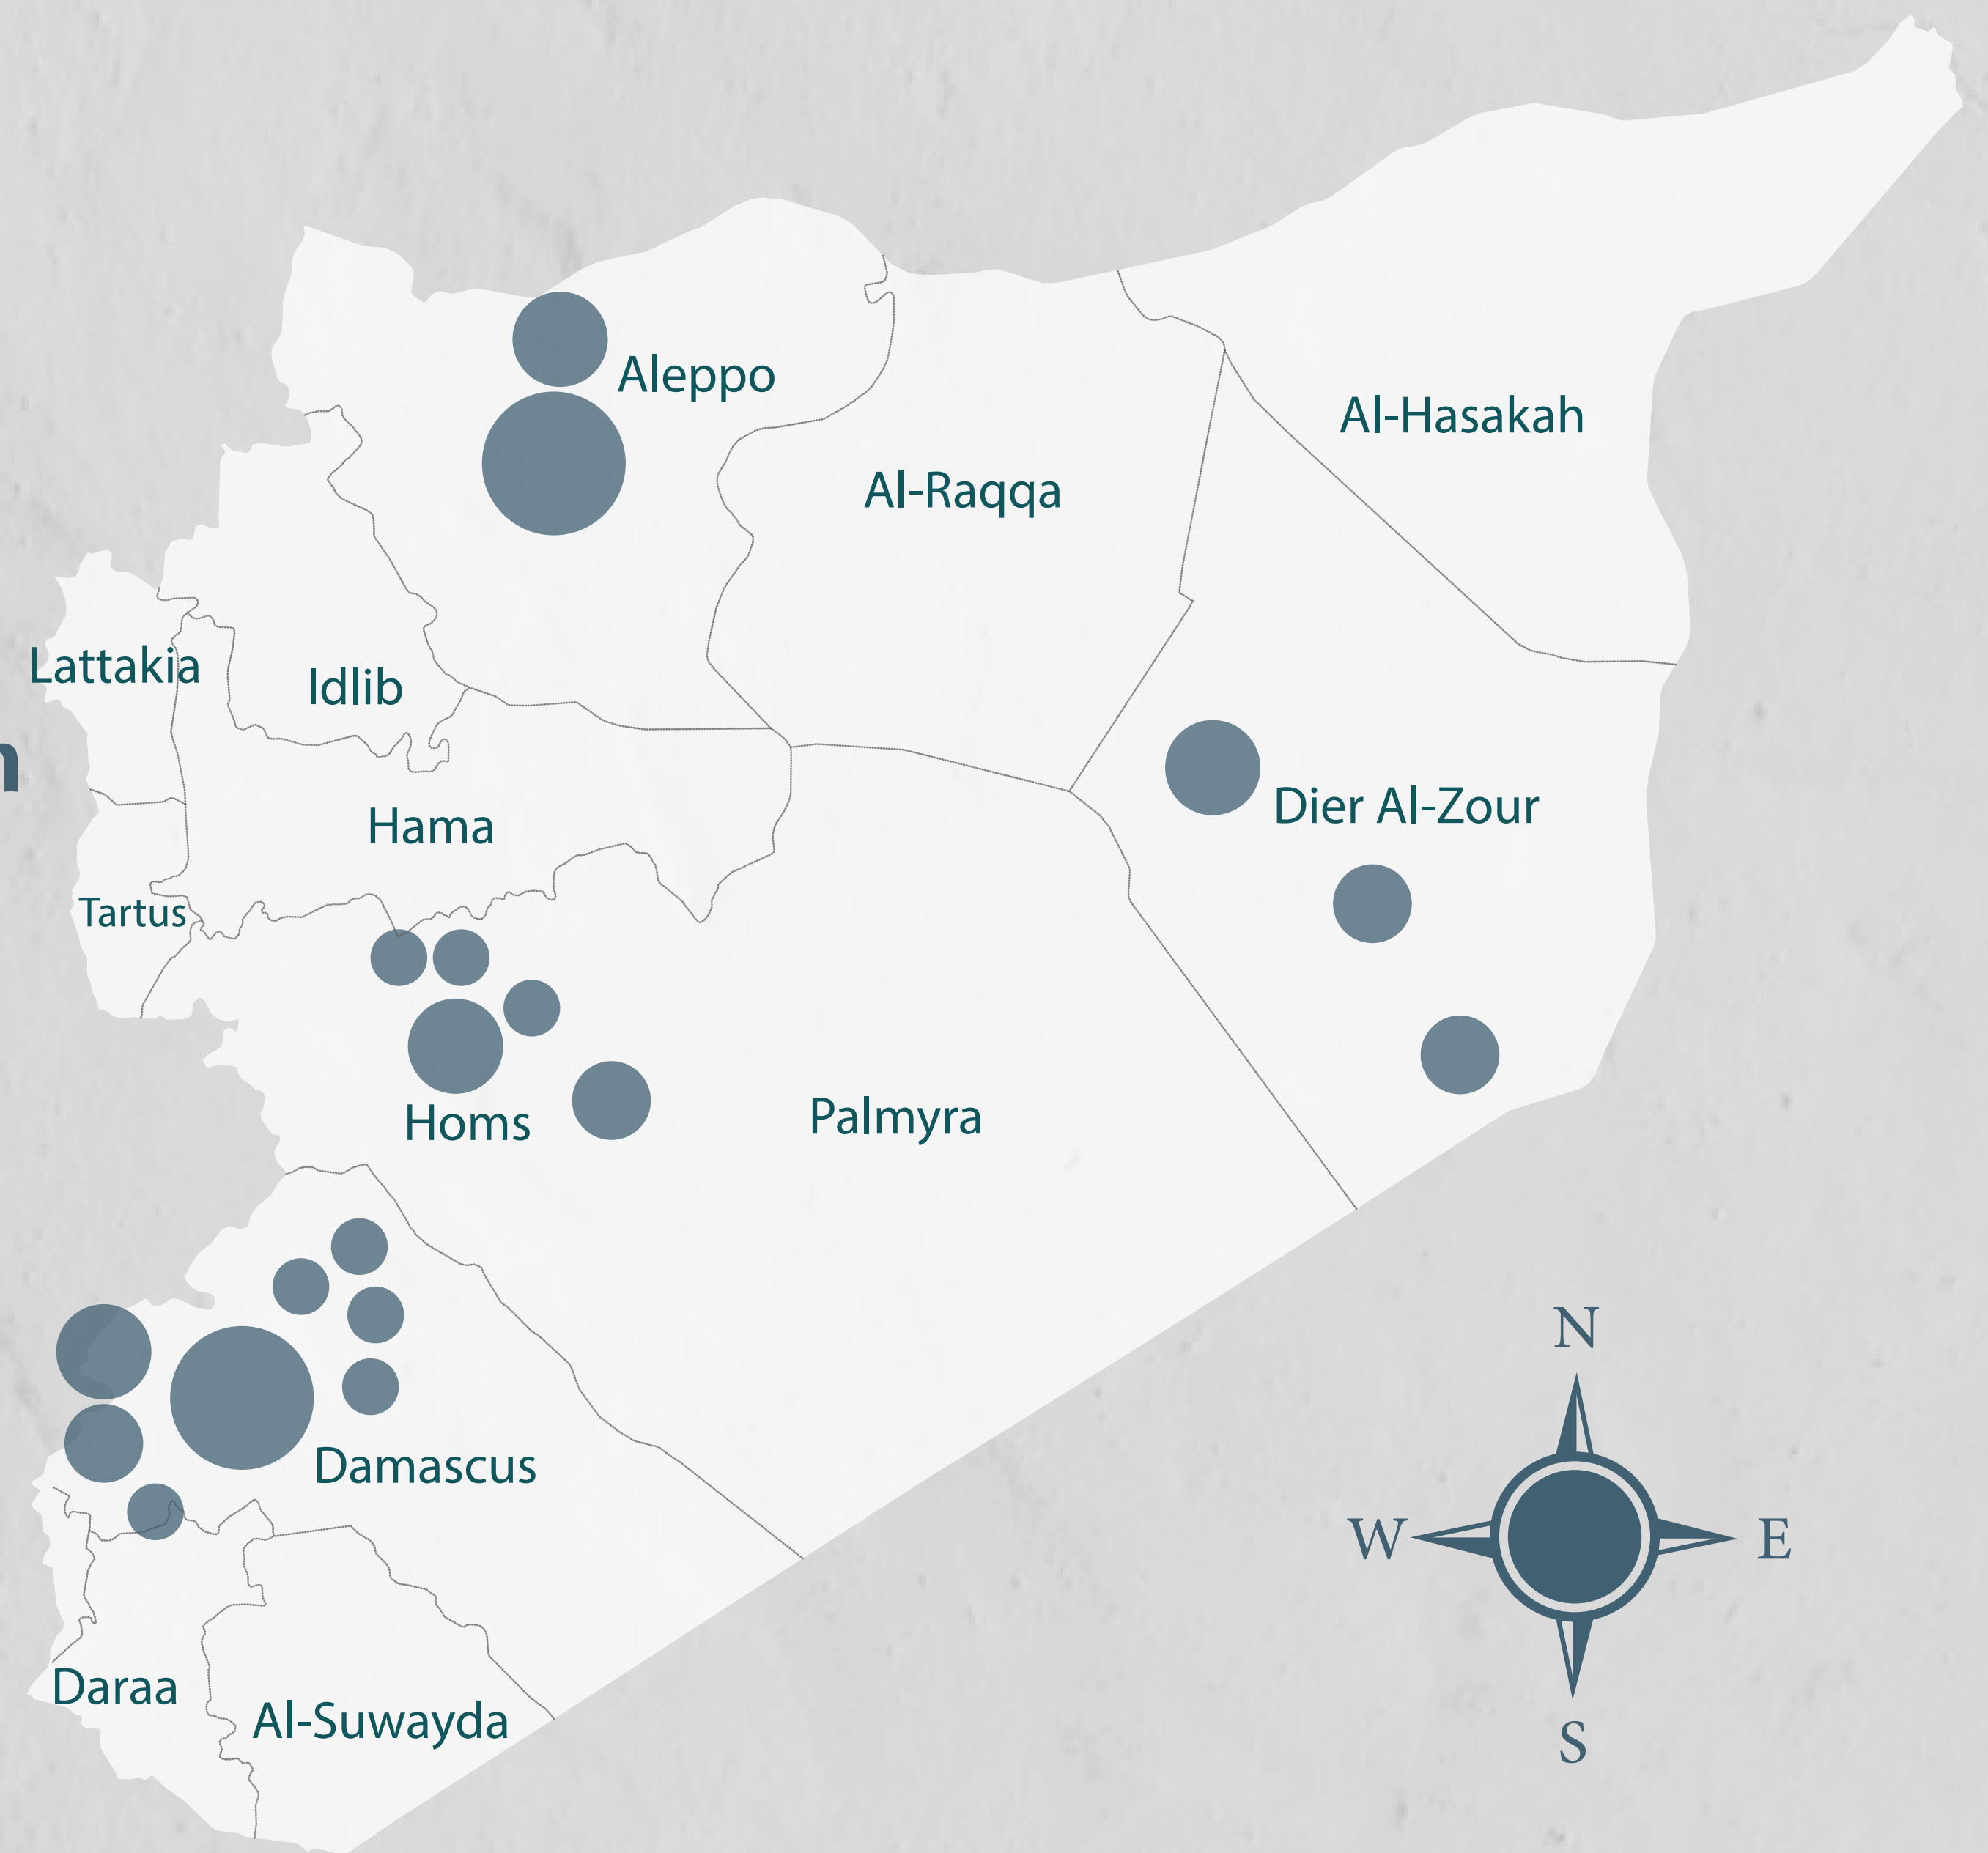 Aleppo
Al-Hasakah
Al-Raqqa
Lattakia
Idlib
n
Dier Al-Zour
Hama
Tartus
Homs
Palmyra
N
Damascus
W
E
Daraa
Al-Suwayda
S